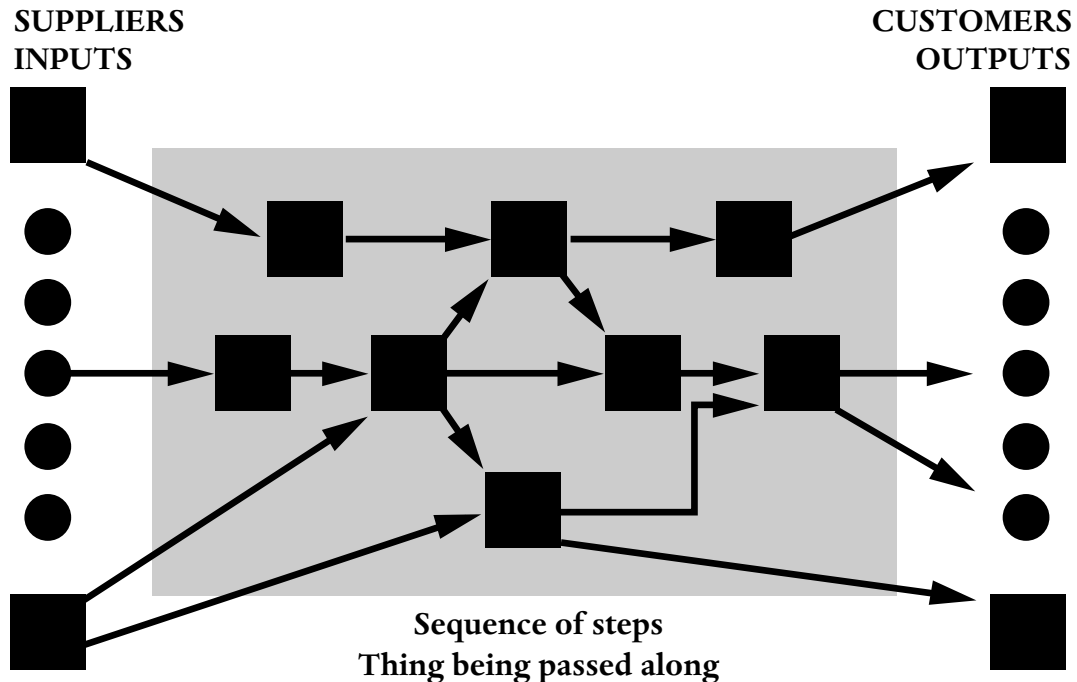 SUPPLIERS
INPUTS
CUSTOMERS
OUTPUTS
Sequence of steps
Thing being passed along